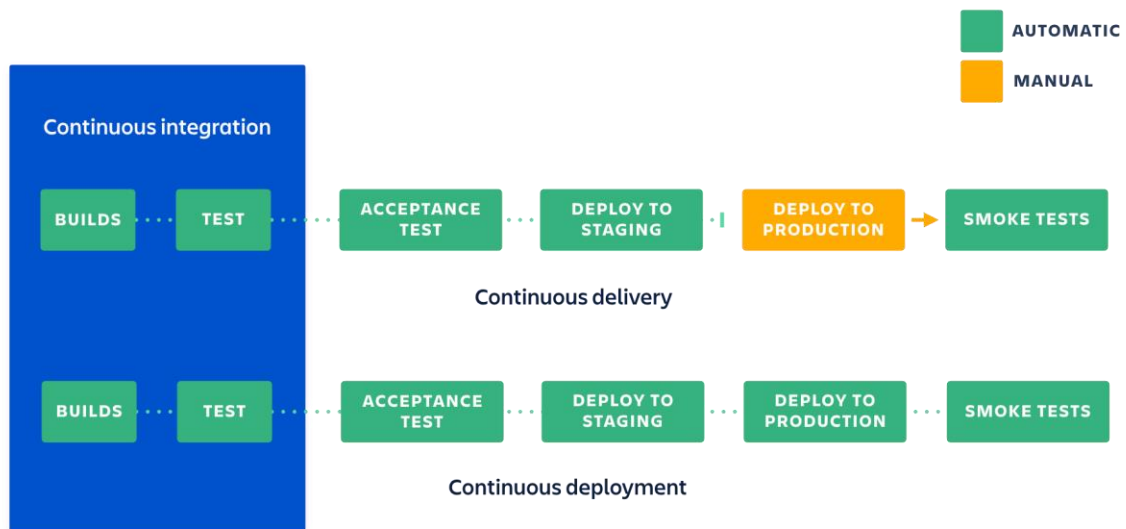 AUTOMATIC
MANUAL
Continuous integration
BUILDS
TEST
ACCEPTANCE
TEST
DEPLOY TO
STAGING
DEPLOY TO
PRODUCTION
SMOKE TESTS
Continuous delivery
BUILDS
TEST
ACCEPTANCE
TEST
DEPLOY TO
STAGING
DEPLOY TO
PRODUCTION
SMOKE TESTS
Continuous deployment